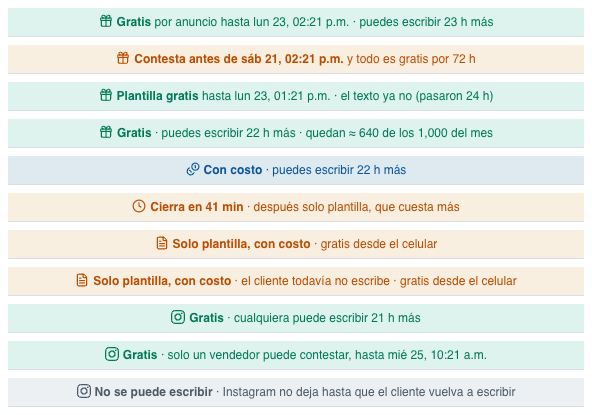 Gratis por anuncio hasta lun 23, 02:21 p.m. · puedes escribir 23 h más
Contesta antes de sáb 21, 02:21 p.m. y todo es gratis por 72 h
Plantilla gratis hasta lun 23, 01:21 p.m. · el texto ya no (pasaron 24 h)
Gratis · puedes escribir 22 h más · quedan ≈ 640 de los 1,000 del mes
Con costo · puedes escribir 22 h más
Cierra en 41 min · después solo plantilla, que cuesta más
Solo plantilla, con costo · gratis desde el celular
Solo plantilla, con costo · el cliente todavía no escribe · gratis desde el celular
Gratis · cualquiera puede escribir 21 h más
Gratis · solo un vendedor puede contestar, hasta mié 25, 10:21 a.m.
No se puede escribir · Instagram no deja hasta que el cliente vuelva a escribir